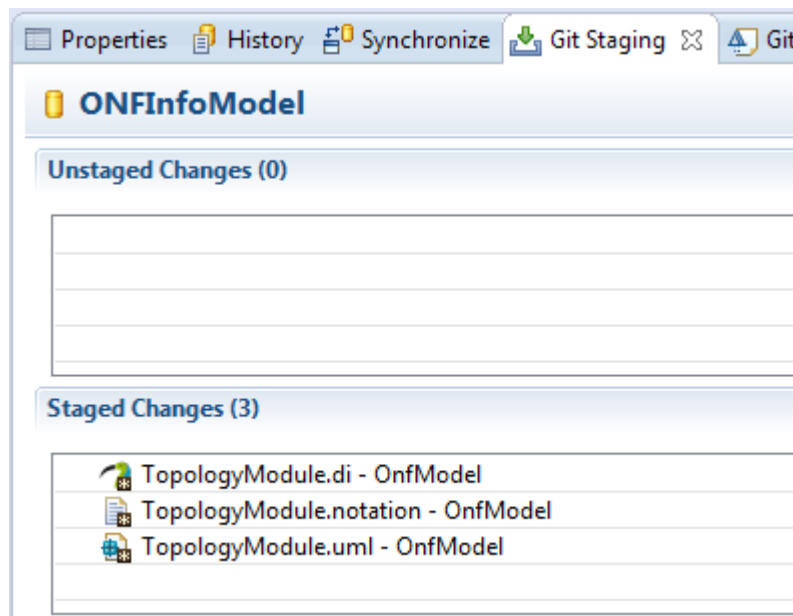 Properties History Synchronize Git Staging Git
ONFInfoModel
Unstaged Changes (0)
Staged Changes (3)
TopologyModule.di - OnfModel
TopologyModule.notation - OnfModel
TopologyModule.uml - OnfModel